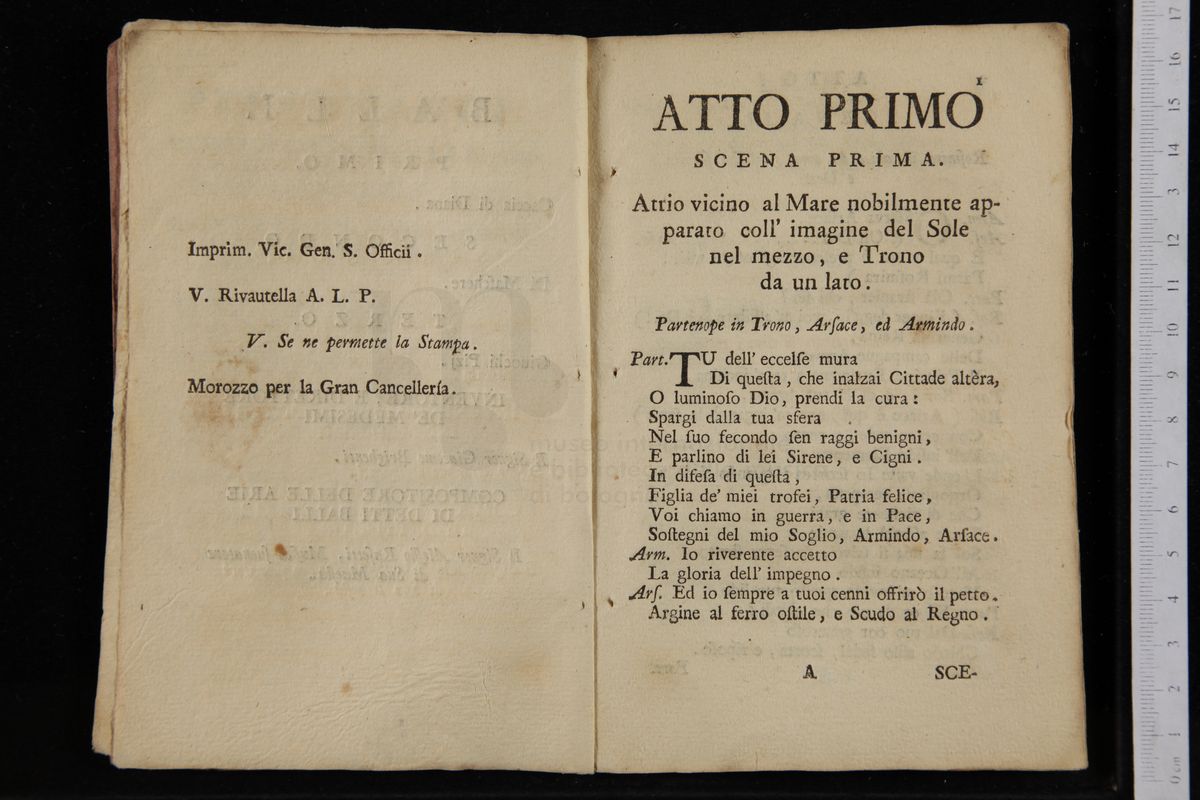 Imprim. Vic. Gen. S. Officii.
V. Rivautella A. L. P.
V. Se ne permette la Stampa.
Morozzo per la Gran Cancellerſa.
1
ATTO PRIMO
SCENA PRIMA.
Atrio vicino al Mare nobilmente ap-
parato coll' imagine del Sole
nel mezzo, e Trono
da un lato.
Partenope in Trono, Arſace, ed Armindo.
Part. TU dell' eccelſe mura
Di queſta, che inalzai Cittade altèra,
O luminoſo Dio, prendi la cura:
Spargi dalla tua sfera
Nel ſuo fecondo ſen raggi benigni,
E parlino di lei Sirene, e Cigni.
In difeſa di queſta,
Figlia de' miei trofei, Patria felice,
Voi chiamo in guerra, e in Pace,
Softegni del mio Soglio, Armindo, Arſace.
Arm. Io riverente accetto
La gloria dell' impegno.
Arſ. Ed io ſempre a tuoi cenni offrirò il petto.
Argine al ferro oſtile, e Scudo al Regno.
A SCE-